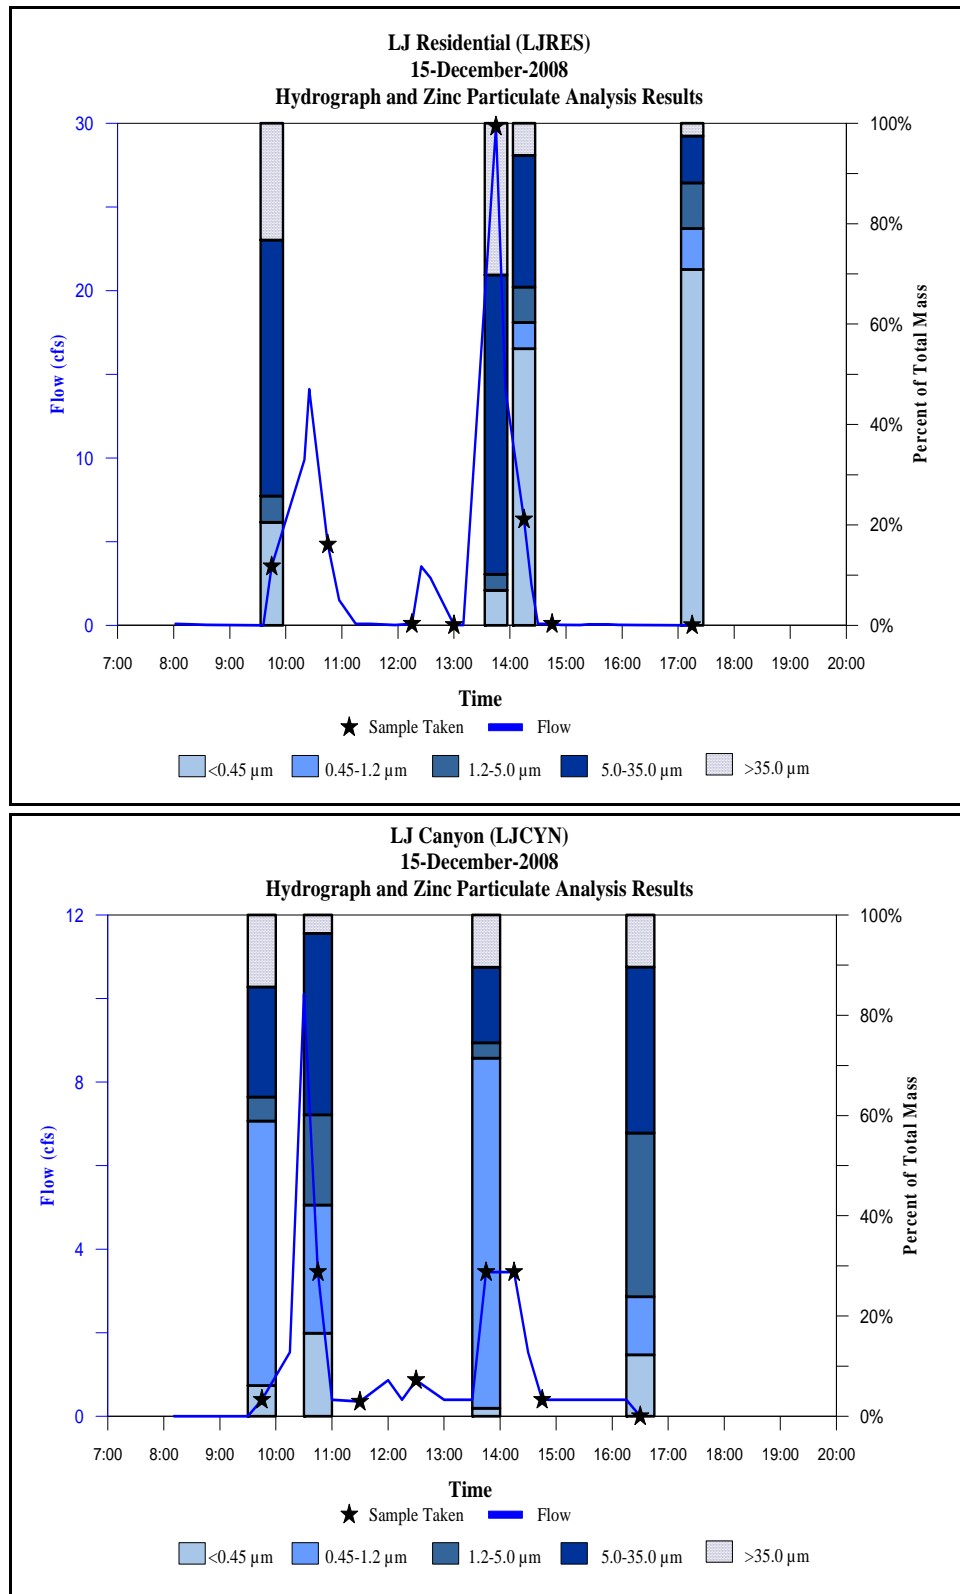 LJ Residential (LJRES)
15-December-2008
Hydrograph and Zinc Particulate Analysis Results
30
20
10
0
Flow (cfs)
100%
80%
60%
40%
20%
0%
Percent of Total Mass
7:00 8:00 9:00 10:00 11:00 12:00 13:00 14:00 15:00 16:00 17:00 18:00 19:00 20:00
Time
Sample Taken Flow
<0.45 µm 0.45-1.2 µm 1.2-5.0 µm 5.0-35.0 µm >35.0 µm
LJ Canyon (LJCYN)
15-December-2008
Hydrograph and Zinc Particulate Analysis Results
12
8
4
0
Flow (cfs)
100%
80%
60%
40%
20%
0%
Percent of Total Mass
7:00 8:00 9:00 10:00 11:00 12:00 13:00 14:00 15:00 16:00 17:00 18:00 19:00 20:00
Time
Sample Taken Flow
<0.45 µm 0.45-1.2 µm 1.2-5.0 µm 5.0-35.0 µm >35.0 µm